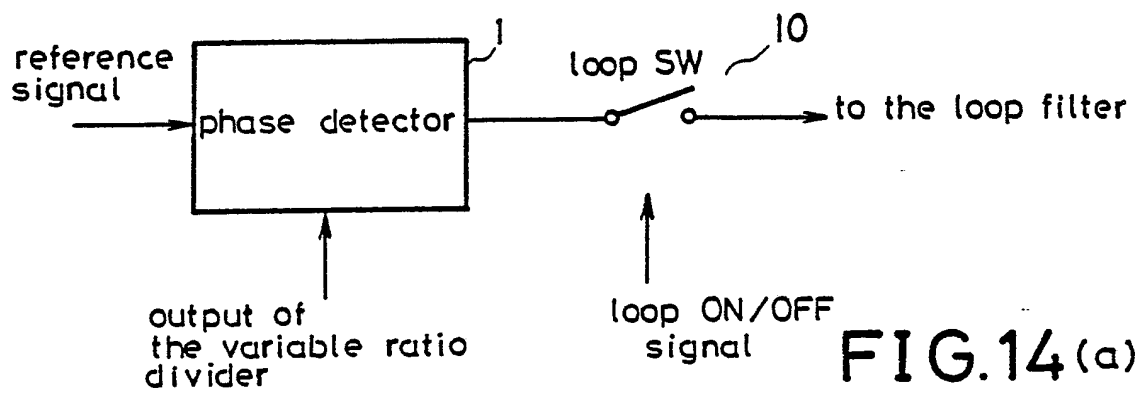 reference
signal
1
phase detector
loop SW
10
to the loop filter
output of
the variable ratio
divider
loop ON/OFF
signal
FIG.14(a)